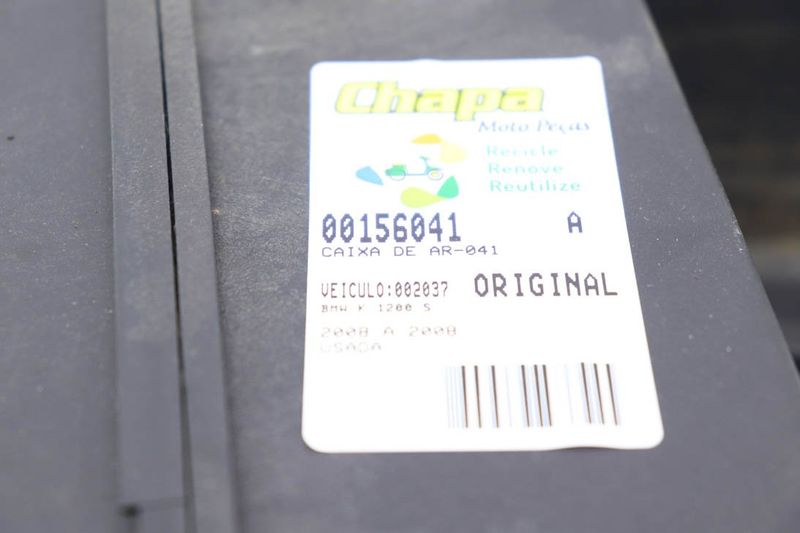 Chapa
Moto Peças
Recicle
Renove
Reutilize
00156041 A
CAIXA DE AR-041
VEICULO:002037 ORIGINAL
BMW K 1200 S
2008 A 2008
USADA